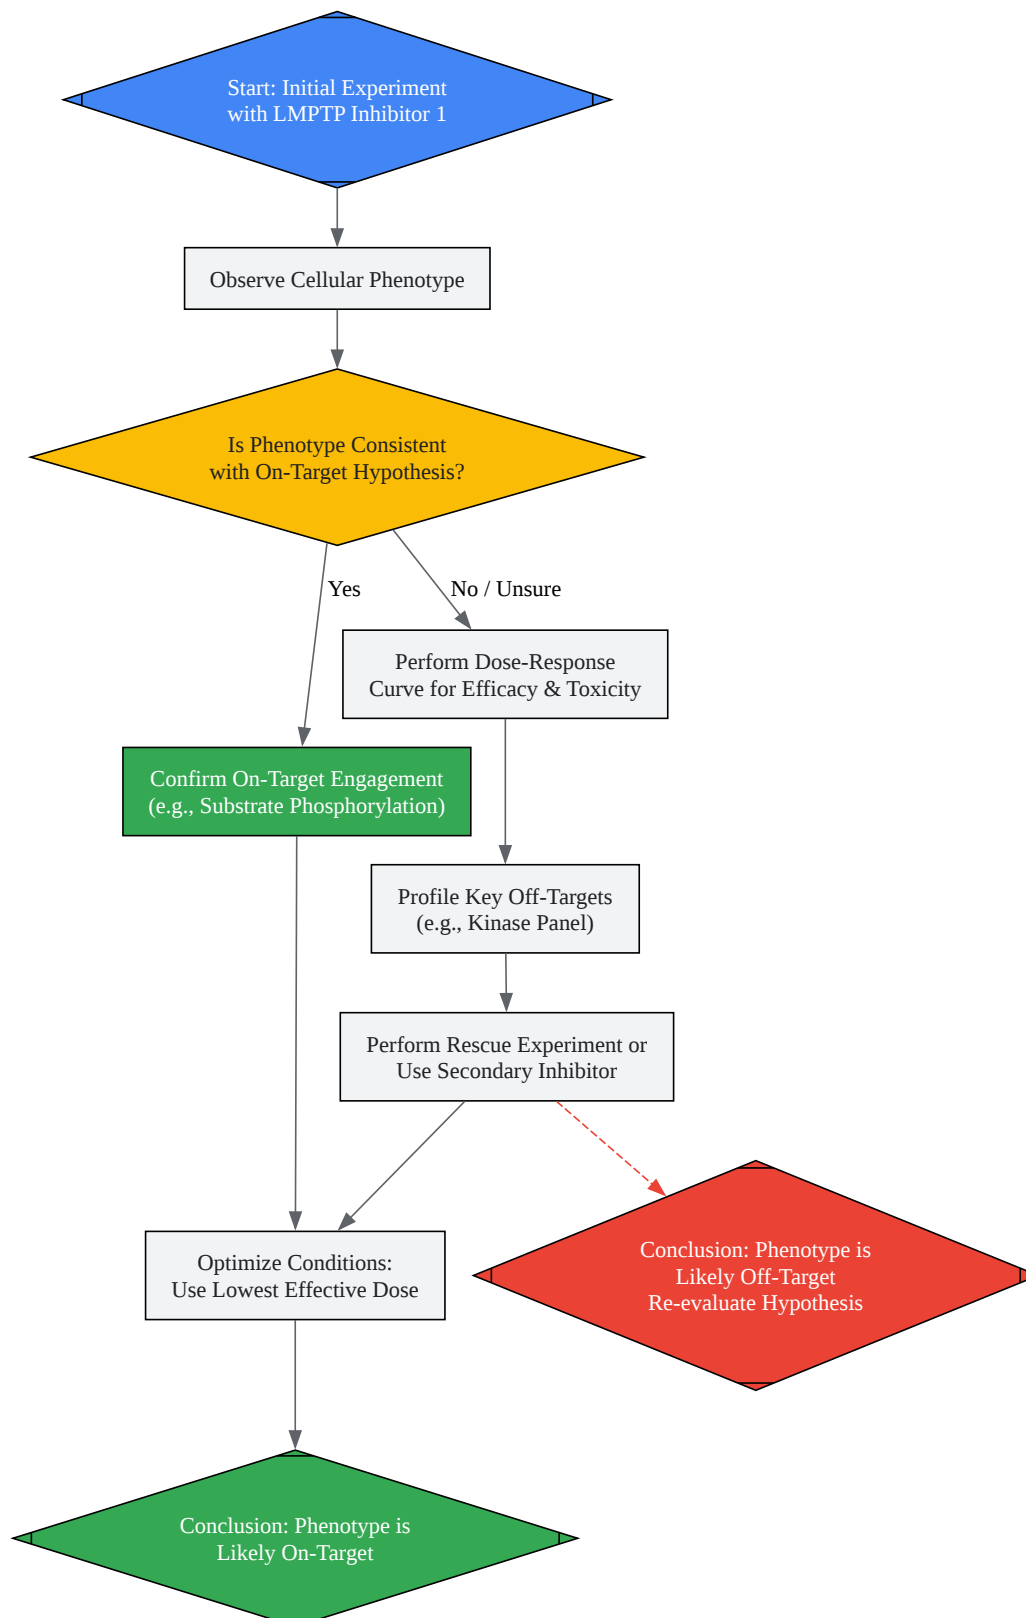 Start: Initial Experiment
with LMPTP Inhibitor 1
Observe Cellular Phenotype
Is Phenotype Consistent
with On-Target Hypothesis?
Yes
No / Unsure
Perform Dose-Response
Curve for Efficacy & Toxicity
Confirm On-Target Engagement
(e.g., Substrate Phosphorylation)
Profile Key Off-Targets
(e.g., Kinase Panel)
Perform Rescue Experiment or
Use Secondary Inhibitor
Optimize Conditions:
Use Lowest Effective Dose
Conclusion: Phenotype is
Likely Off-Target
Re-evaluate Hypothesis
Conclusion: Phenotype is
Likely On-Target